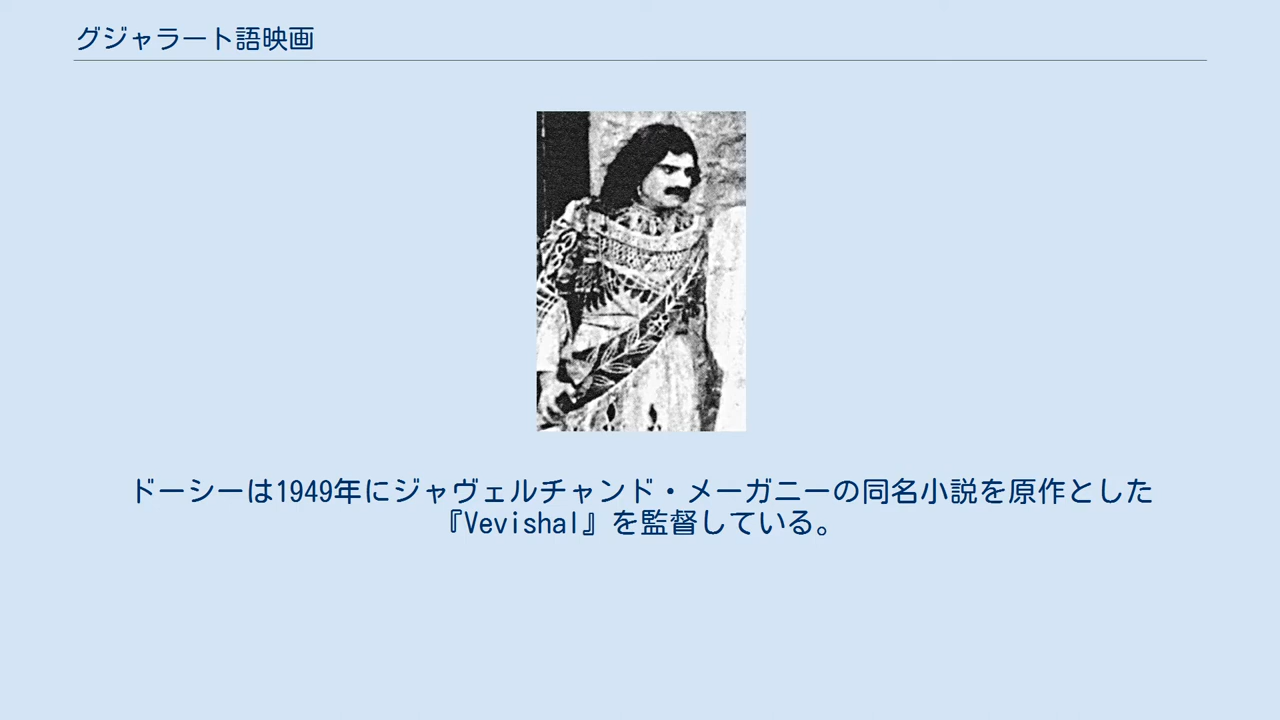 グジャラート語映画
ドーシーは1949年にジャヴェルチャンド・メーガニーの同名小説を原作とした
『Vevishal』を監督している。